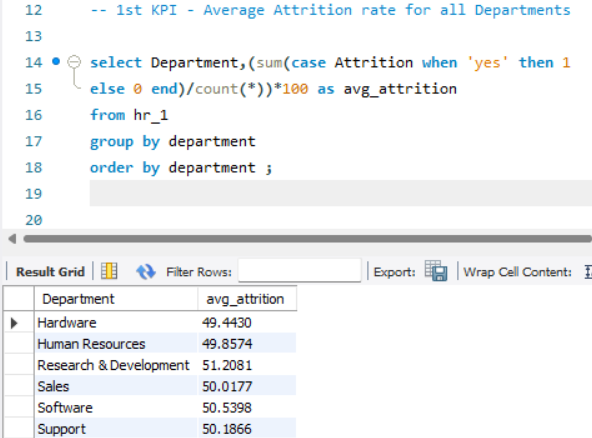 12 -- 1st KPI - Average Attrition rate for all Departments
13
14 select Department,(sum(case Attrition when 'yes' then 1
15 else 0 end)/count(*))*100 as avg_attrition
16 from hr_1
17 group by department
18 order by department ;
19
20
Result Grid Filter Rows: Export: Wrap Cell Content:
Department avg_attrition
Hardware 49.4430
Human Resources 49.8574
Research & Development 51.2081
Sales 50.0177
Software 50.5398
Support 50.1866